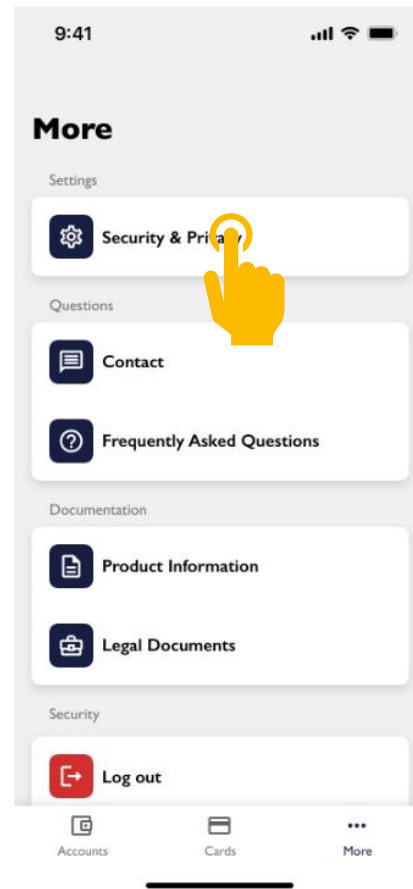 9:41
More
Settings
Security & Privacy
Questions
Contact
Frequently Asked Questions
Documentation
Product Information
Legal Documents
Security
Log out
Accounts Cards More